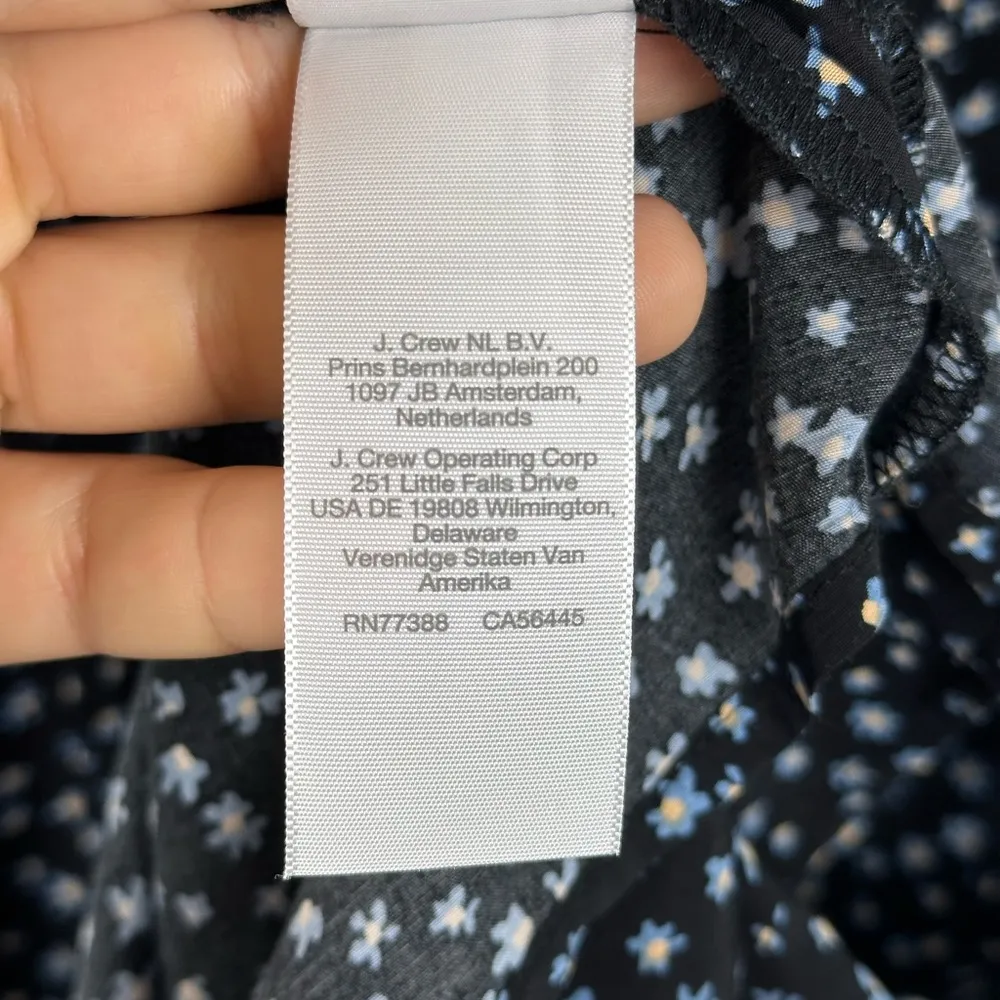 J. Crew NL B.V.
Prins Bernhardplein 200
1097 JB Amsterdam,
Netherlands
J. Crew Operating Corp
251 Little Falls Drive
USA DE 19808 Wilmington,
Delaware
Verenidge Staten Van
Amerika
RN77388 CA56445